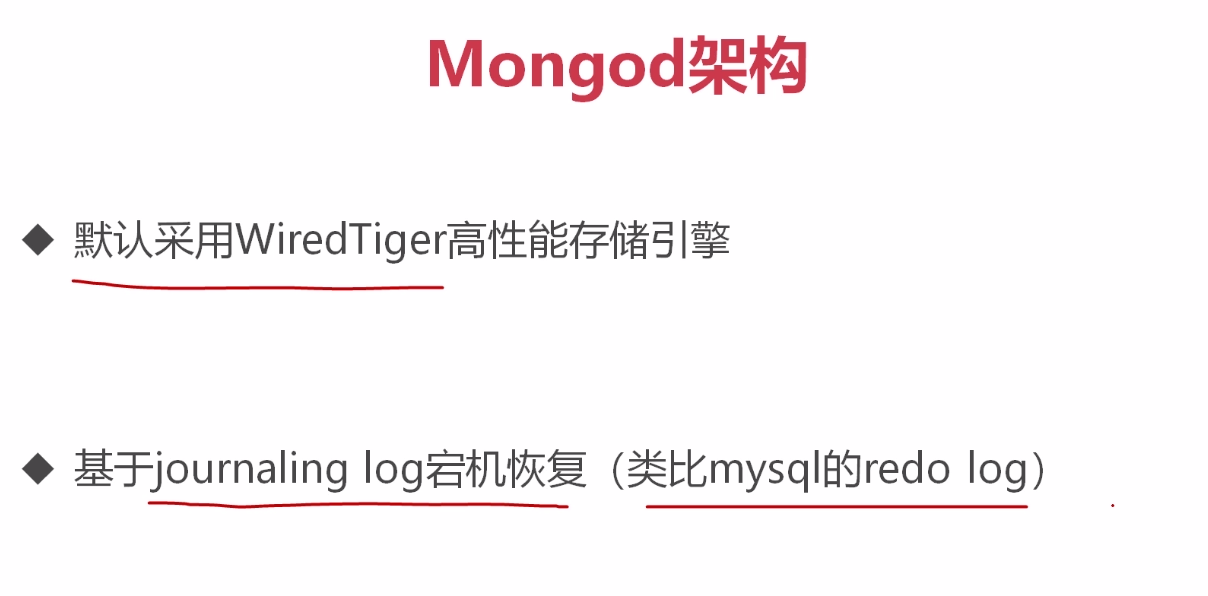 Mongod架构
默认采用WiredTiger高性能存储引擎
基于journaling log宕机恢复（类比mysql的redo log）